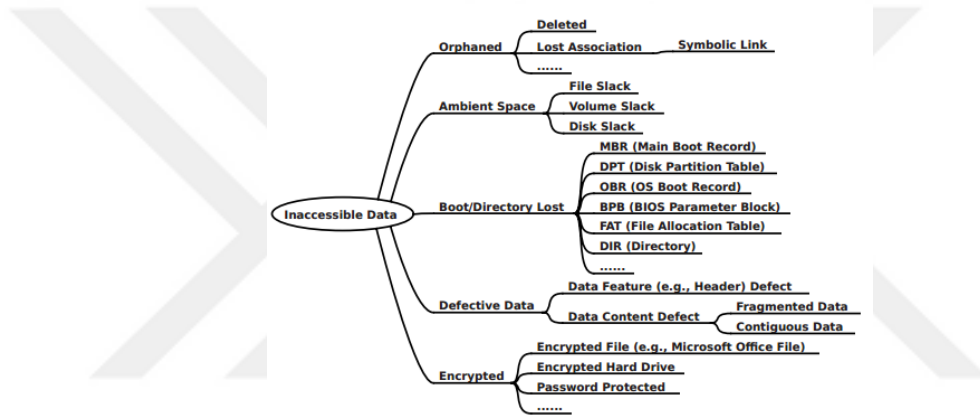 Inaccessible Data
Orphaned
Deleted
Lost Association
Symbolic Link
......
Ambient Space
File Slack
Volume Slack
Disk Slack
Boot/Directory Lost
MBR (Main Boot Record)
DPT (Disk Partition Table)
OBR (OS Boot Record)
BPB (BIOS Parameter Block)
FAT (File Allocation Table)
DIR (Directory)
......
Defective Data
Data Feature (e.g., Header) Defect
Data Content Defect
Fragmented Data
Contiguous Data
Encrypted
Encrypted File (e.g., Microsoft Office File)
Encrypted Hard Drive
Password Protected
......